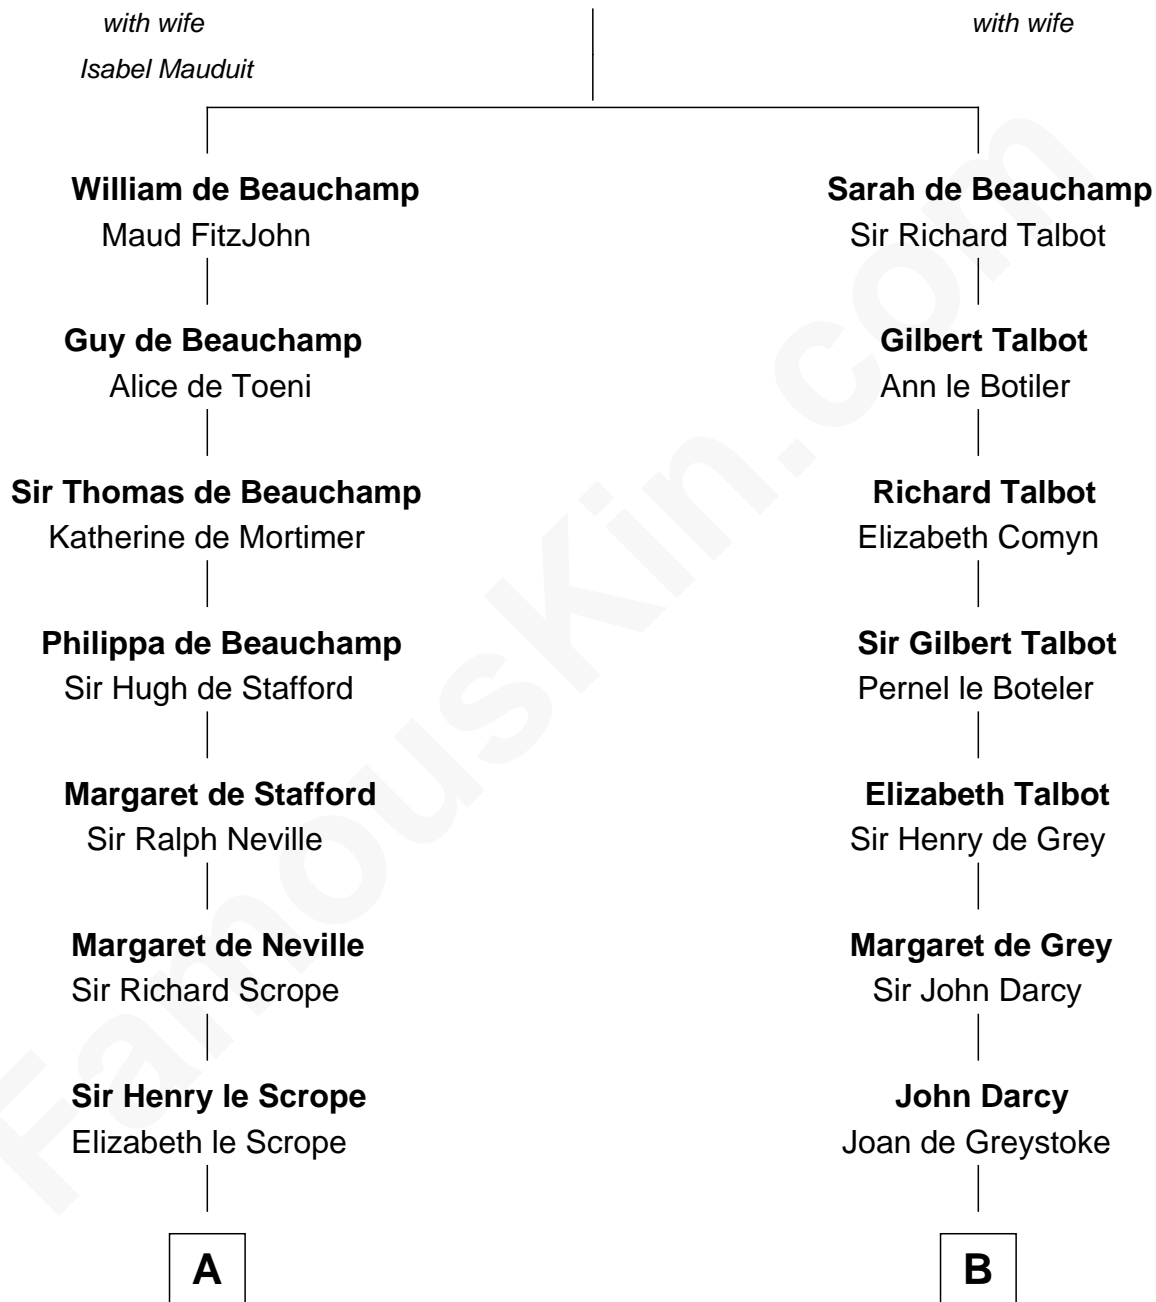 with wife
Isabel Mauduit
with wife
William de Beauchamp
Maud FitzJohn
Guy de Beauchamp
Alice de Toeni
Sir Thomas de Beauchamp
Katherine de Mortimer
Philippa de Beauchamp
Sir Hugh de Stafford
Margaret de Stafford
Sir Ralph Neville
Margaret de Neville
Sir Richard Scrope
Sir Henry le Scrope
Elizabeth le Scrope
A
Sarah de Beauchamp
Sir Richard Talbot
Gilbert Talbot
Ann le Botiler
Richard Talbot
Elizabeth Comyn
Sir Gilbert Talbot
Pernel le Boteler
Elizabeth Talbot
Sir Henry de Grey
Margaret de Grey
Sir John Darcy
John Darcy
Joan de Greystoke
B
FamousKin.com